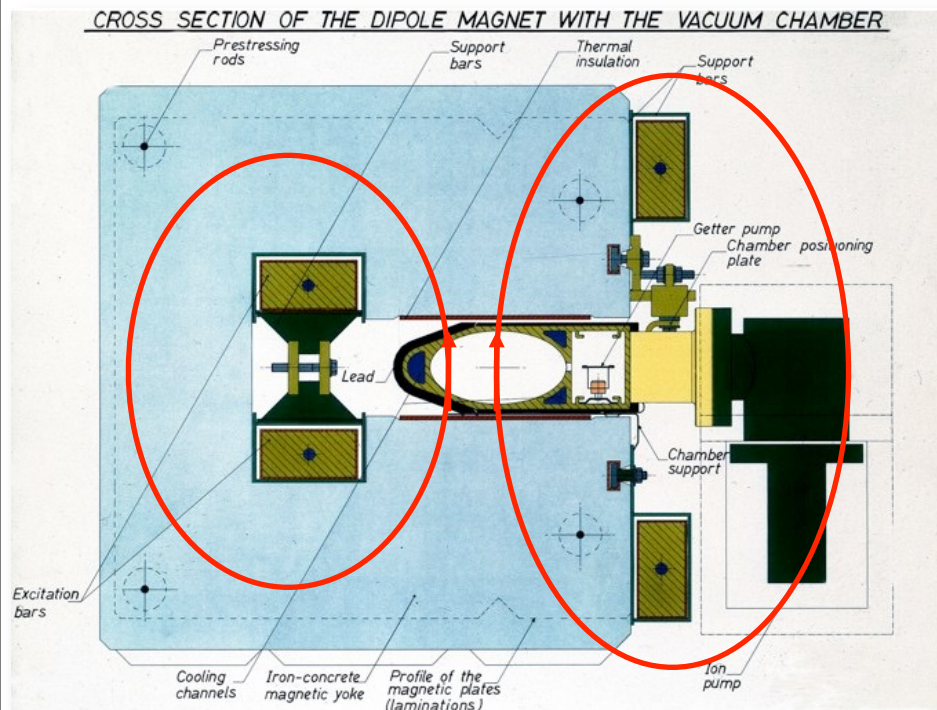 CROSS SECTION OF THE DIPOLE MAGNET WITH THE VACUUM CHAMBER
Prestressing
rods
Support
bars
Thermal
insulation
Support
bars
Getter pump
Chamber positioning
plate
Lead
Chamber
support
Excitation
bars
Cooling
channels
Iron-concrete
magnetic yoke
Profile of the
magnetic plates
(laminations)
Ion
pump